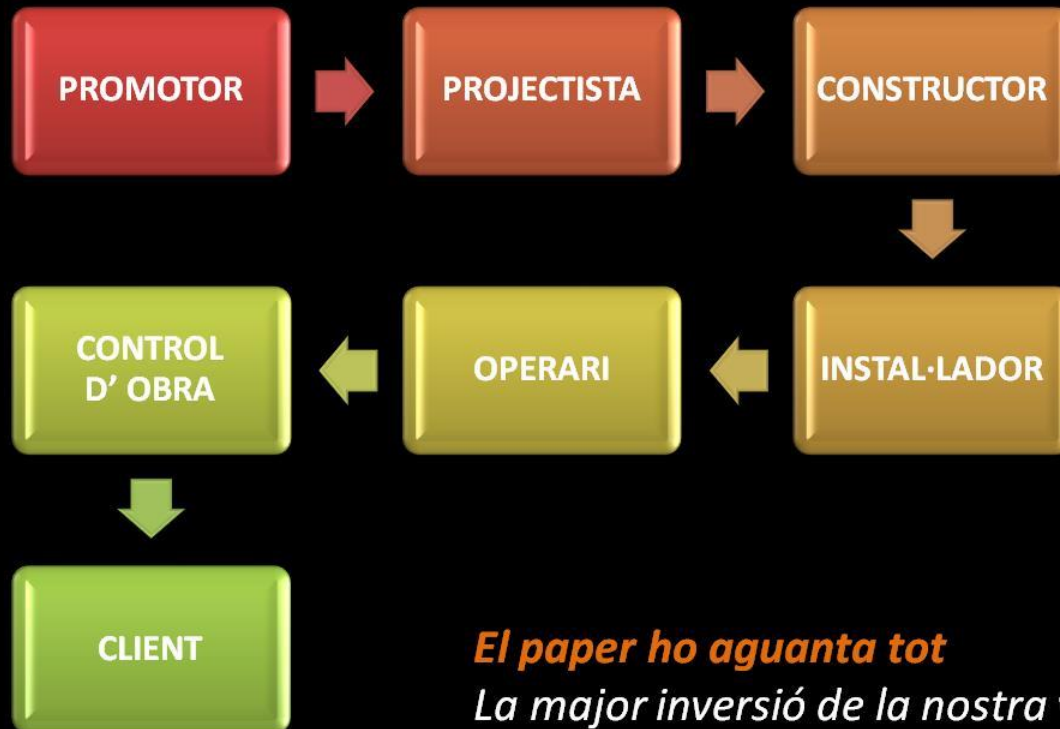 PROMOTOR
PROJECTISTA
CONSTRUCTOR
INSTAL·LADOR
OPERARI
CONTROL
D’ OBRA
CLIENT
El paper ho aguanta tot
La major inversió de la nostra